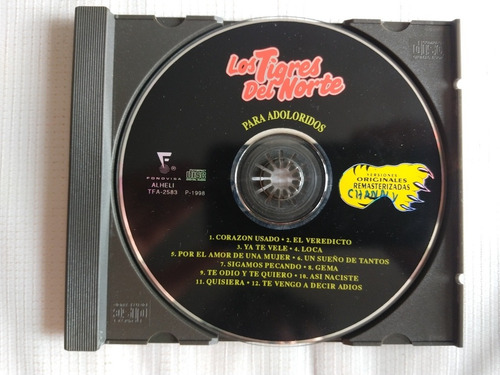 Los Tigres
Del Norte
PARA ADOLORIDOS
FONOVISA
ALHELI
TFA-2583 P-1998
VERSIONES
ORIGINALES
REMASTERIZADAS
1. CORAZON USADO • 2. EL VEREDICTO
3. YA TE VELE • 4. LOCA
5. POR EL AMOR DE UNA MUJER • 6. UN SUEÑO DE TANTOS
7. SIGAMOS PECANDO • 8. GEMA
9. TE ODIO Y TE QUIERO • 10. ASI NACISTE
11. QUISIERA • 12. TE VENGO A DECIR ADIOS